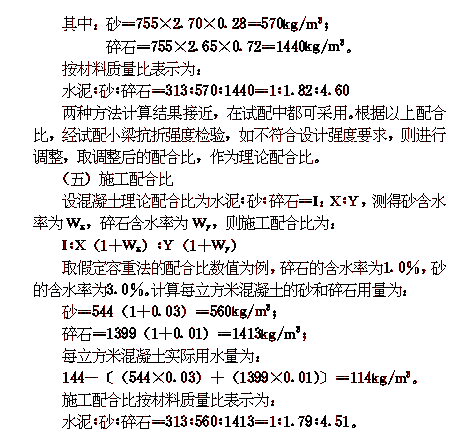 其中：砂＝755×2.70×0.28＝570kg/m³；
碎石＝755×2.65×0.72＝1440kg/m³。
按材料质量比表示为：
水泥：砂：碎石＝313：570：1440＝1：1.82：4.60
两种方法计算结果接近，在试配中都可采用。根据以上配合
比，经试配小梁抗折强度检验，如不符合设计强度要求，则进行
调整，取调整后的配合比，作为理论配合比。
（五）施工配合比
设混凝土理论配合比为水泥：砂：碎石＝I：X：Y，测得砂含水
率为Wₓ，碎石含水率为Wᵧ，则施工配合比为：
I：X（1＋Wₓ）：Y（1＋Wᵧ）
取假定容重法的配合比数值为例，碎石的含水率为1.0％，砂
的含水率为3.0％。计算每立方米混凝土的砂和碎石用量为：
砂＝544（1＋0.03）＝560kg/m³；
碎石＝1399（1＋0.01）＝1413kg/m³；
每立方米混凝土实际用水量为：
144－〔（544×0.03）＋（1399×0.01）〕＝114kg/m³。
施工配合比按材料质量比表示为：
水泥：砂：碎石＝313：560：1413＝1：1.79：4.51。